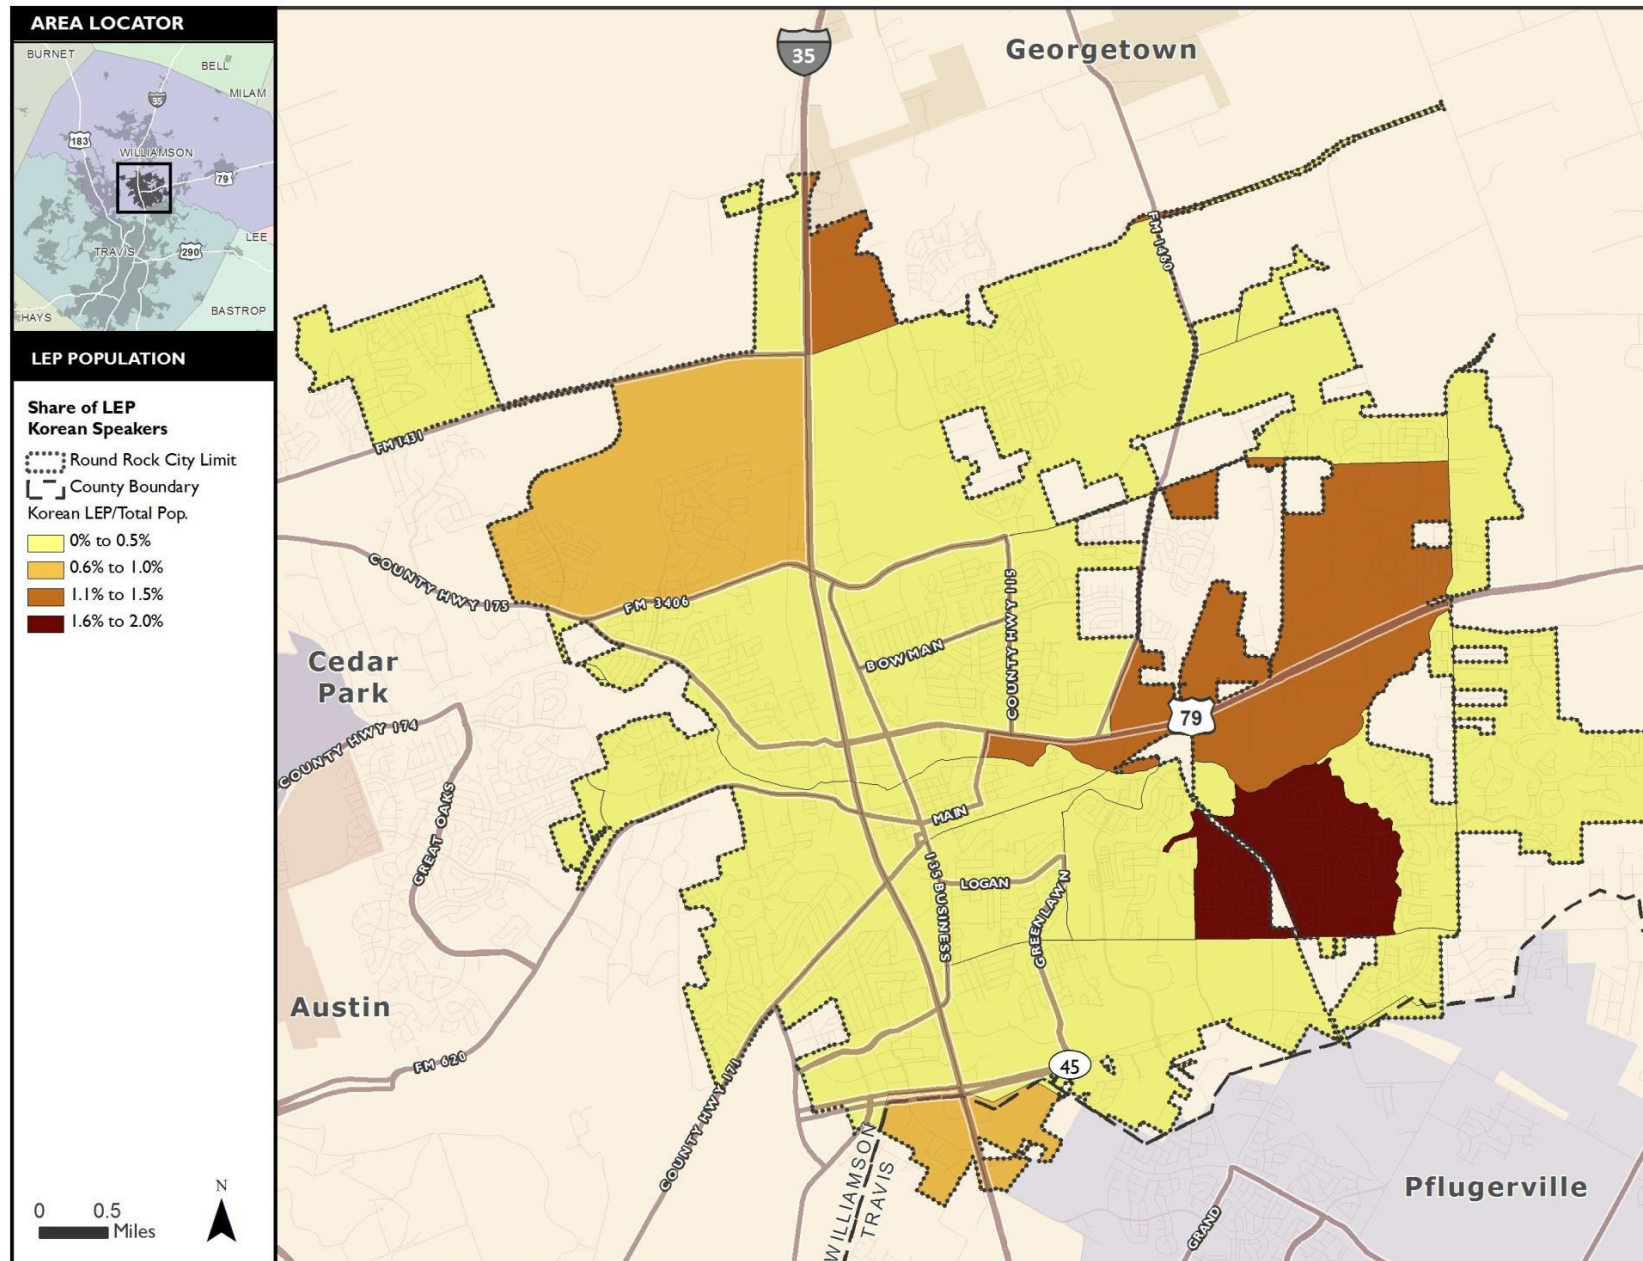 AREA LOCATOR
BURNET
BELL
MILAM
35
183
WILLIAMSON
79
LEE
TRAVIS
290
BASTROP
HAYS
LEP POPULATION
Share of LEP
Korean Speakers
Round Rock City Limit
County Boundary
Korean LEP/Total Pop.
0% to 0.5%
0.6% to 1.0%
1.1% to 1.5%
1.6% to 2.0%
0 0.5
Miles
N
35
Georgetown
FM 1460
FM 1431
COUNTY HWY 175
FM 3406
BOWMAN
COUNTY HWY 115
Cedar
Park
COUNTY HWY 174
79
GREAT OAKS
MAIN
I35 BUSINESS
LOGAN
GREENLAWN
Austin
FM 620
45
COUNTY HWY 171
WILLIAMSON
TRAVIS
Pflugerville
GRAND